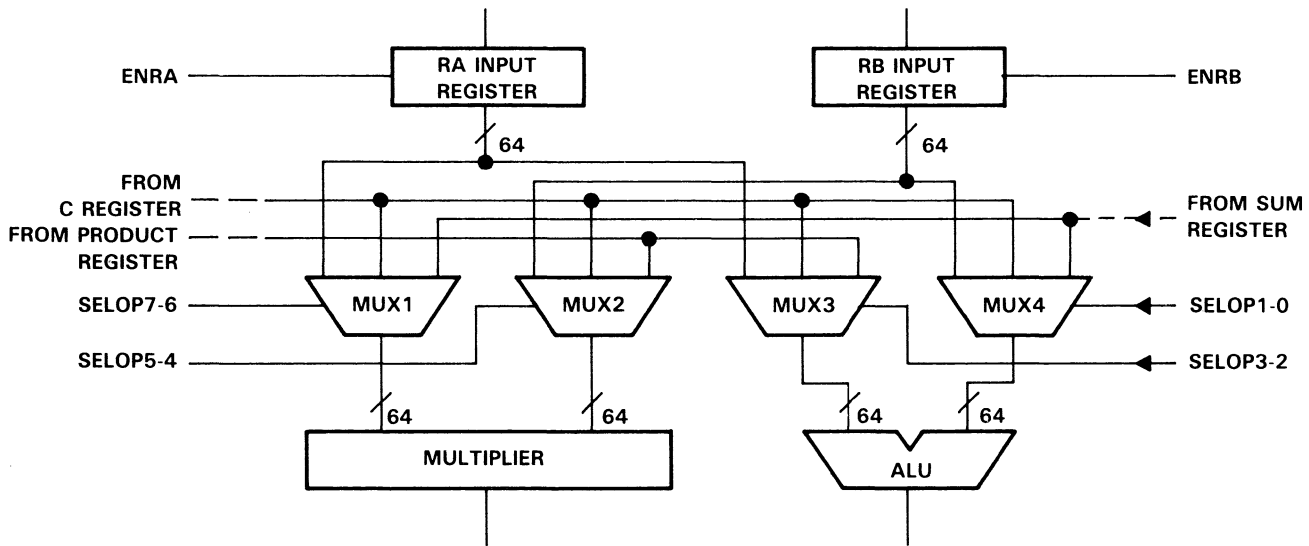 RA INPUT
REGISTER
RB INPUT
REGISTER
ENRA
ENRB
64
64
FROM
C REGISTER
FROM PRODUCT
REGISTER
FROM SUM
REGISTER
SELOP7-6
MUX1
MUX2
MUX3
MUX4
SELOP1-0
SELOP5-4
SELOP3-2
64
64
64
64
MULTIPLIER
ALU